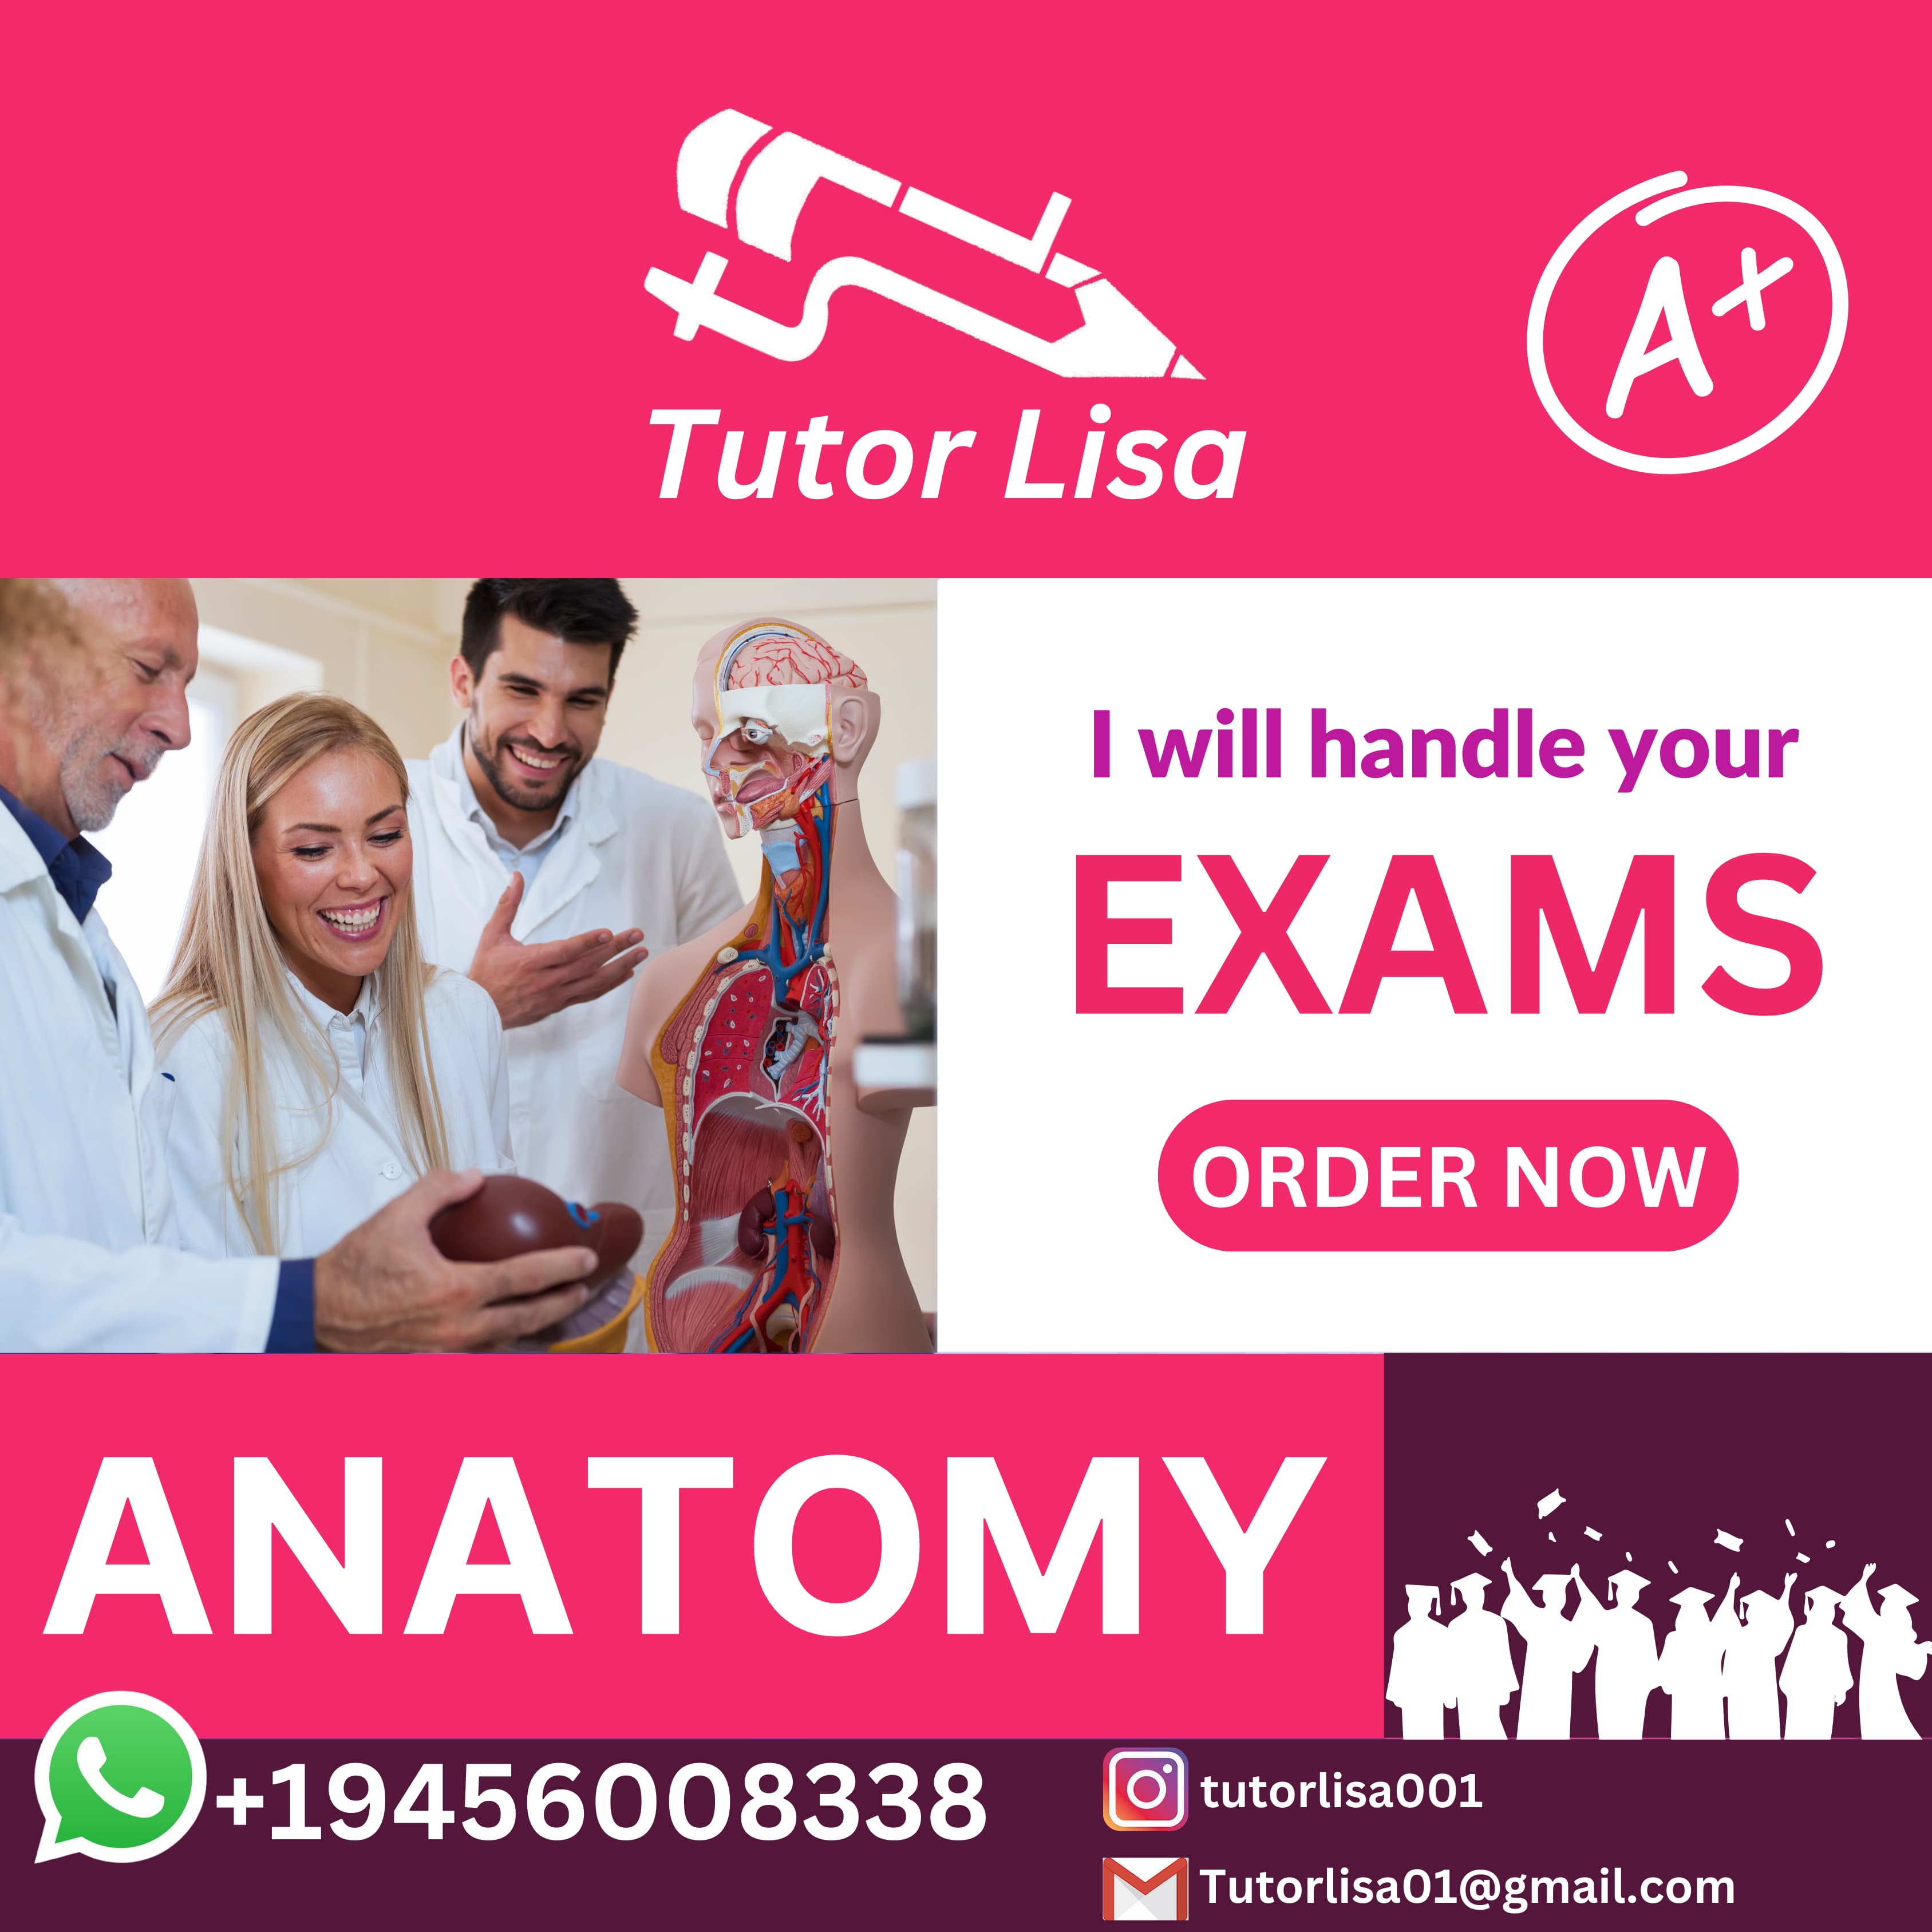 A+
Tutor Lisa
I will handle your
EXAMS
ORDER NOW
ANATOMY
+19456008338
tutorlisa001
Tutorlisa01@gmail.com